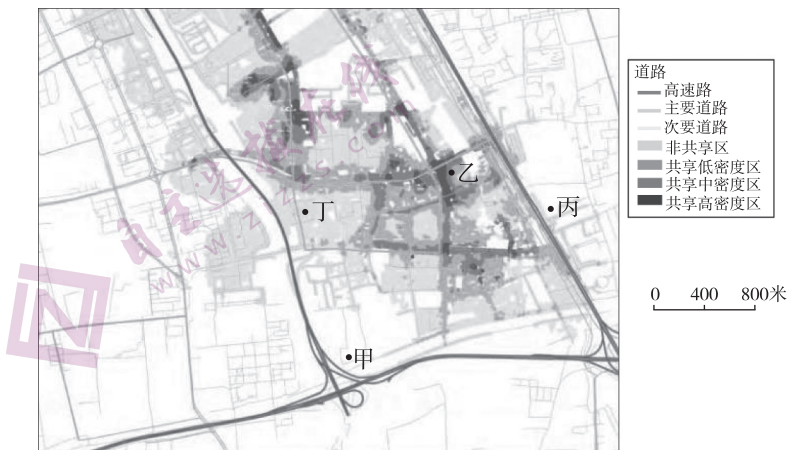 道路
高速路
主要道路
次要道路
非共享区
共享低密度区
共享中密度区
共享高密度区
乙
丙
丁
甲
0 400 800米